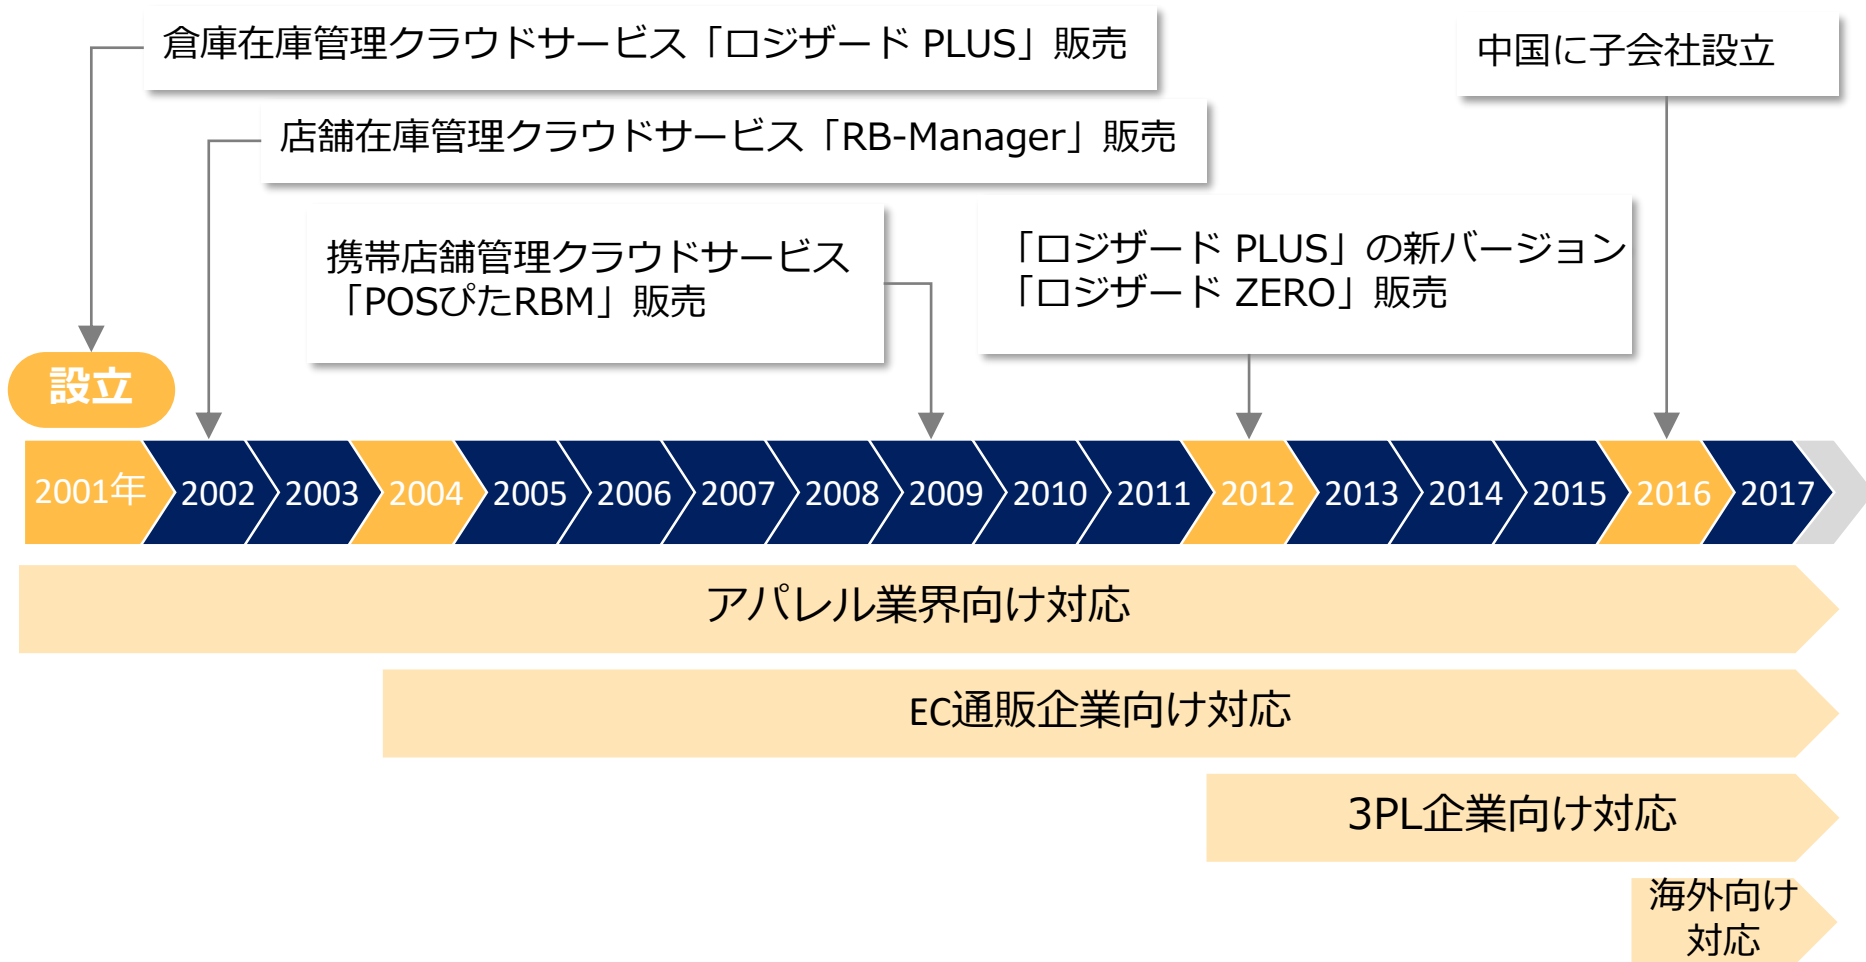 倉庫在庫管理クラウドサービス「ロジザード PLUS」販売
中国に子会社設立
店舗在庫管理クラウドサービス「RB-Manager」販売
携帯店舗管理クラウドサービス
「POSぴたRBM」販売
「ロジザード PLUS」の新バージョン
「ロジザード ZERO」販売
設立
2001年 2002 2003 2004 2005 2006 2007 2008 2009 2010 2011 2012 2013 2014 2015 2016 2017
アパレル業界向け対応
EC通販企業向け対応
3PL企業向け対応
海外向け
対応